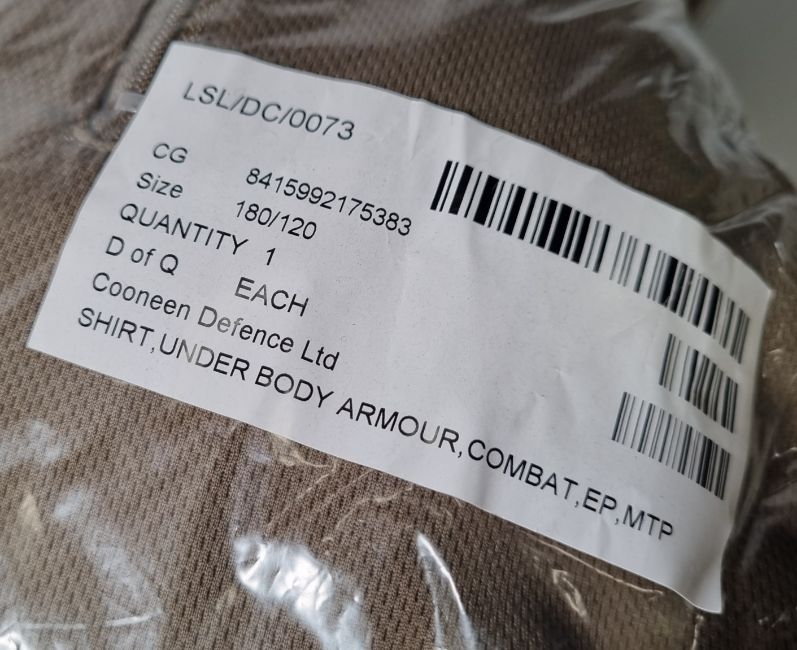 LSL/DC/0073
CG 8415992175383
Size 180/120
QUANTITY 1
D of Q EACH
Cooneen Defence Ltd
SHIRT,UNDER BODY ARMOUR,COMBAT,EP,MTP